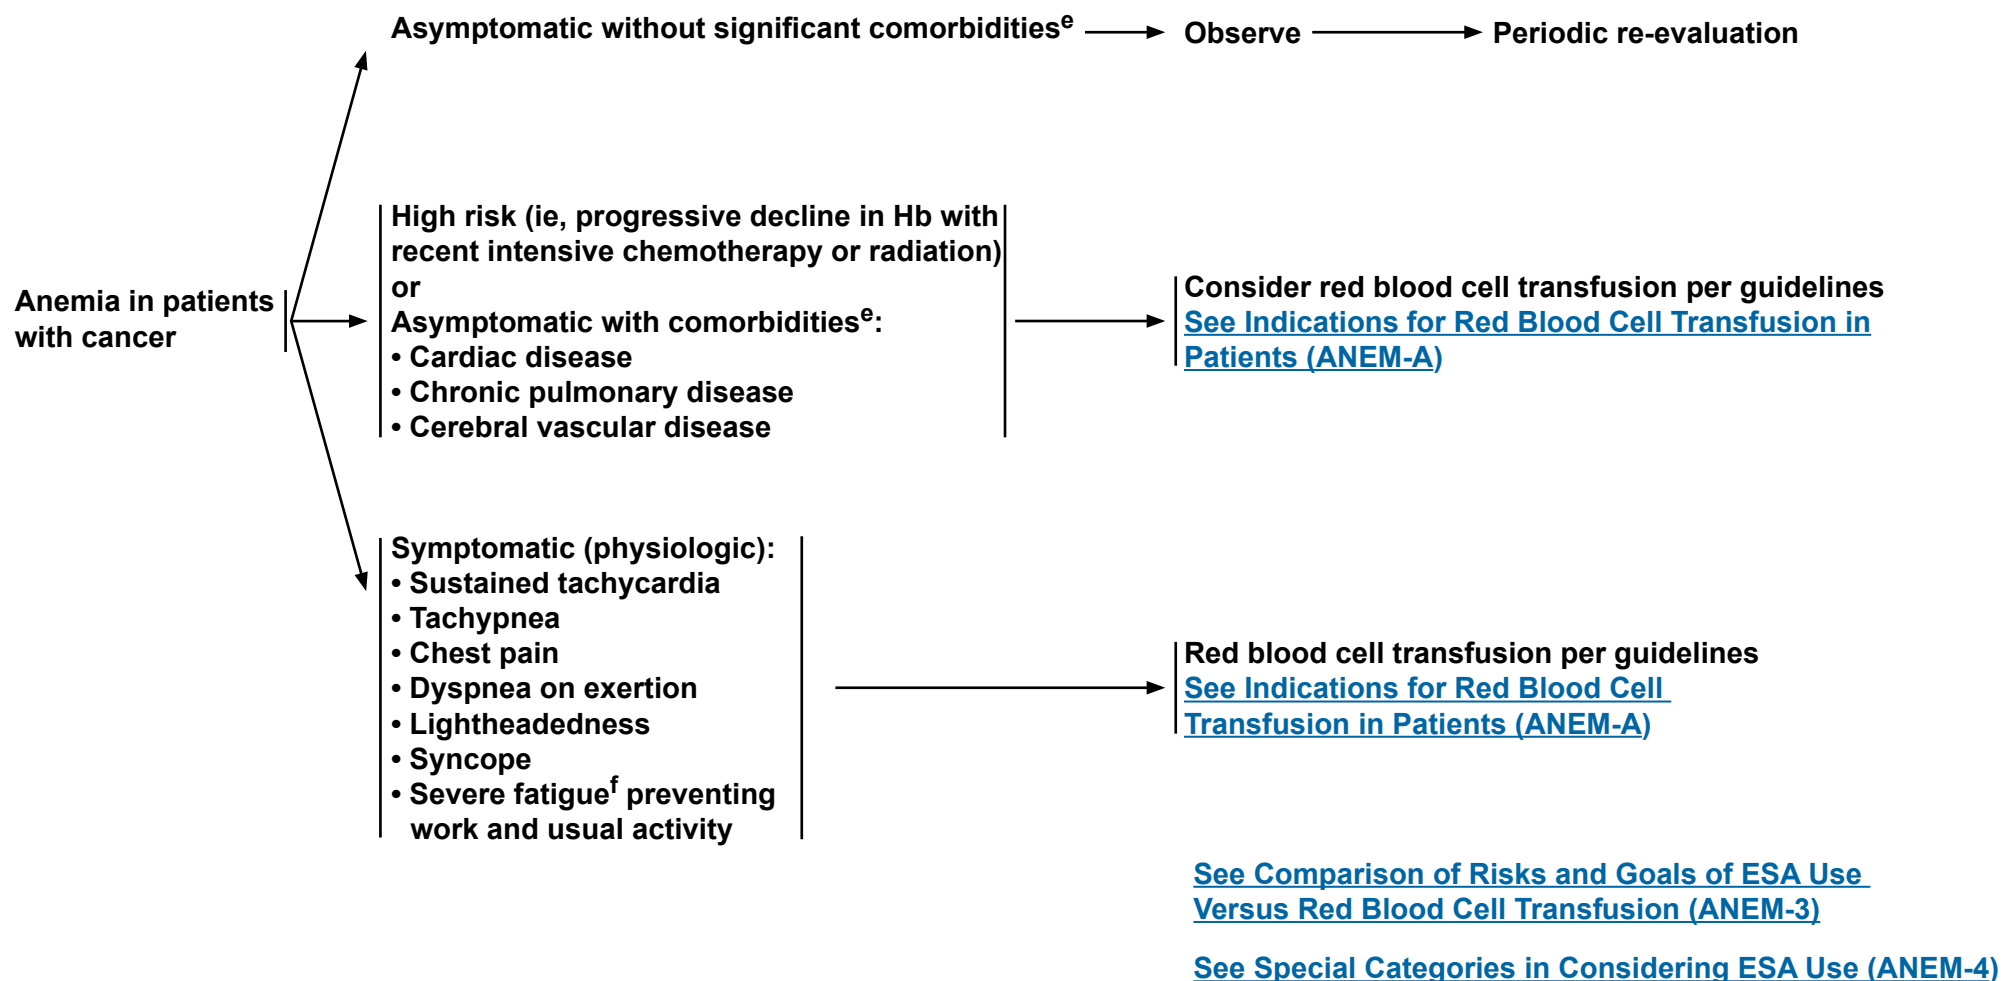 Asymptomatic without significant comorbiditiesᵉ
Observe
Periodic re-evaluation
Anemia in patients
with cancer
High risk (ie, progressive decline in Hb with
recent intensive chemotherapy or radiation)
or
Asymptomatic with comorbiditiesᵉ:
• Cardiac disease
• Chronic pulmonary disease
• Cerebral vascular disease
Consider red blood cell transfusion per guidelines
See Indications for Red Blood Cell Transfusion in
Patients (ANEM-A)
Symptomatic (physiologic):
• Sustained tachycardia
• Tachypnea
• Chest pain
• Dyspnea on exertion
• Lightheadedness
• Syncope
• Severe fatigueᶠ preventing
work and usual activity
Red blood cell transfusion per guidelines
See Indications for Red Blood Cell
Transfusion in Patients (ANEM-A)
See Comparison of Risks and Goals of ESA Use
Versus Red Blood Cell Transfusion (ANEM-3)
See Special Categories in Considering ESA Use (ANEM-4)